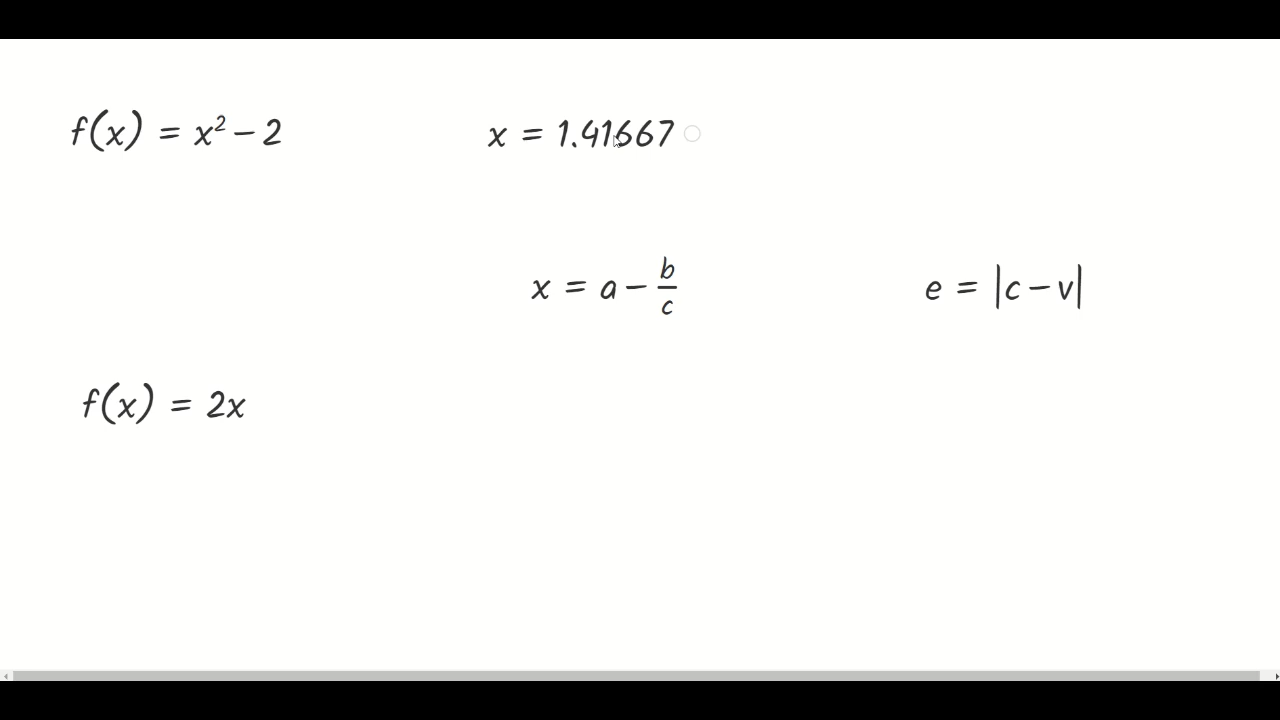 f(x) = x² − 2
x = 1.41667
x = a − b/c
e = |c − v|
f(x) = 2x